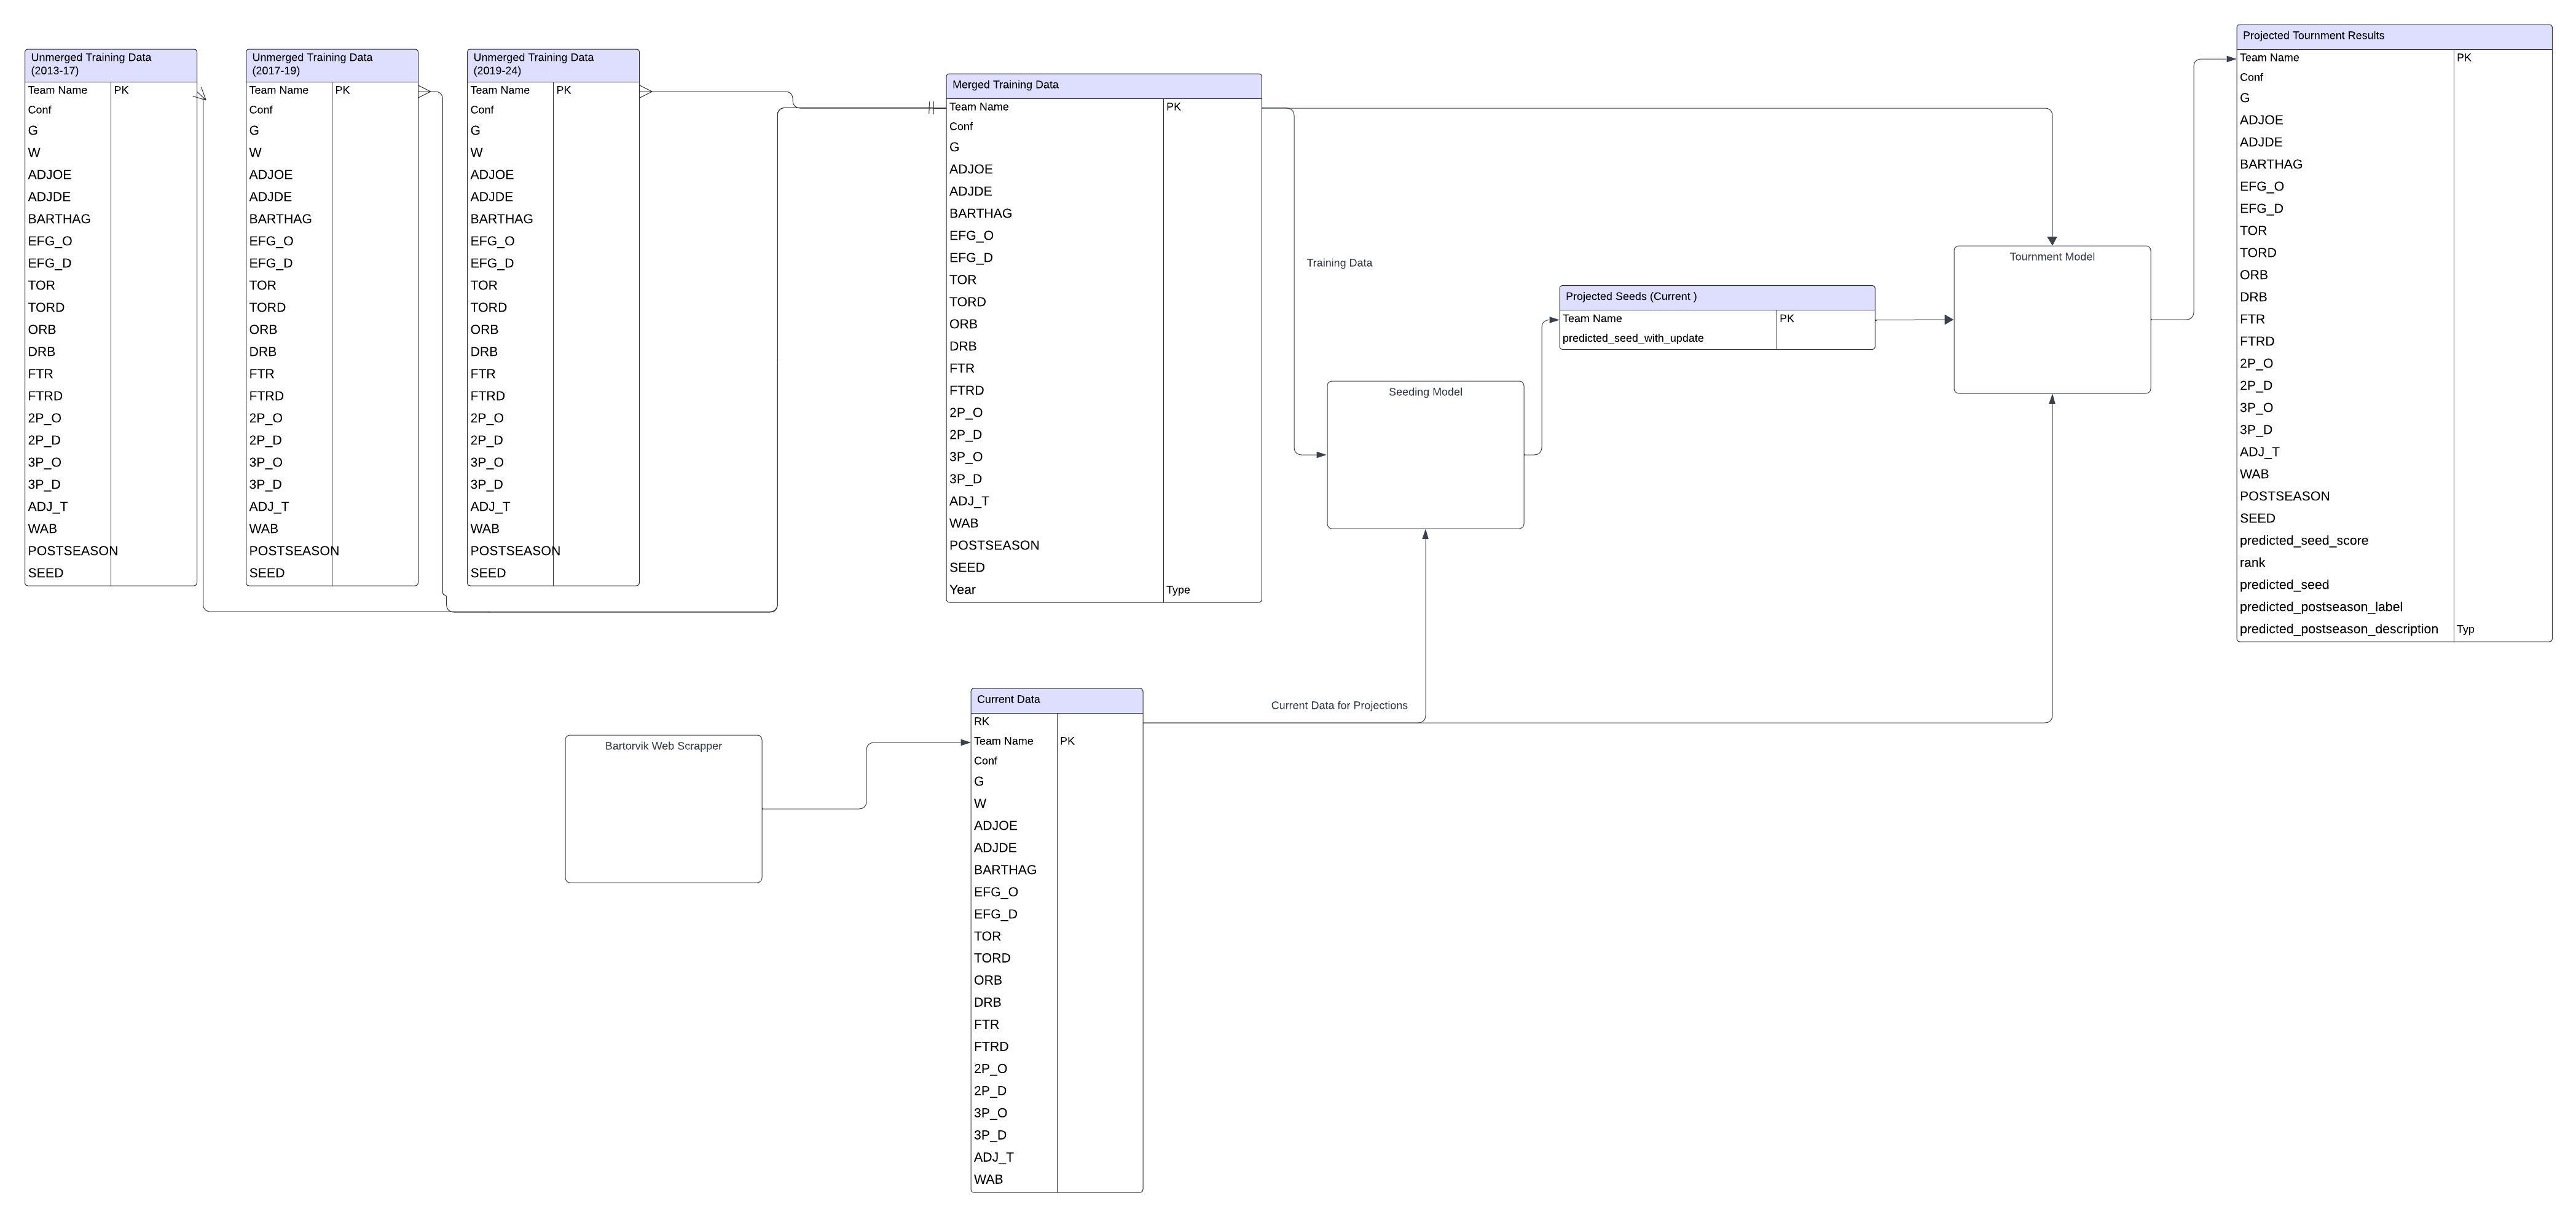 Unmerged Training Data
(2013-17)
Team Name PK
Conf
G
W
ADJOE
ADJDE
BARTHAG
EFG_O
EFG_D
TOR
TORD
ORB
DRB
FTR
FTRD
2P_O
2P_D
3P_O
3P_D
ADJ_T
WAB
POSTSEASON
SEED
Unmerged Training Data
(2017-19)
Team Name PK
Conf
G
W
ADJOE
ADJDE
BARTHAG
EFG_O
EFG_D
TOR
TORD
ORB
DRB
FTR
FTRD
2P_O
2P_D
3P_O
3P_D
ADJ_T
WAB
POSTSEASON
SEED
Unmerged Training Data
(2019-24)
Team Name PK
Conf
G
W
ADJOE
ADJDE
BARTHAG
EFG_O
EFG_D
TOR
TORD
ORB
DRB
FTR
FTRD
2P_O
2P_D
3P_O
3P_D
ADJ_T
WAB
POSTSEASON
SEED
Merged Training Data
Team Name PK
Conf
G
ADJOE
ADJDE
BARTHAG
EFG_O
EFG_D
TOR
TORD
ORB
DRB
FTR
FTRD
2P_O
2P_D
3P_O
3P_D
ADJ_T
WAB
POSTSEASON
SEED
Year Type
Training Data
Seeding Model
Projected Seeds (Current )
Team Name PK
predicted_seed_with_update
Tournment Model
Projected Tournment Results
Team Name PK
Conf
G
ADJOE
ADJDE
BARTHAG
EFG_O
EFG_D
TOR
TORD
ORB
DRB
FTR
FTRD
2P_O
2P_D
3P_O
3P_D
ADJ_T
WAB
POSTSEASON
SEED
predicted_seed_score
rank
predicted_seed
predicted_postseason_label
predicted_postseason_description Typ
Bartorvik Web Scrapper
Current Data
RK
Team Name PK
Conf
G
W
ADJOE
ADJDE
BARTHAG
EFG_O
EFG_D
TOR
TORD
ORB
DRB
FTR
FTRD
2P_O
2P_D
3P_O
3P_D
ADJ_T
WAB
Current Data for Projections